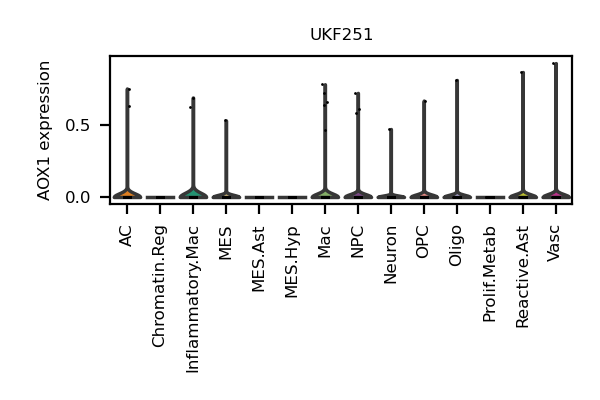 UKF251
AOX1 expression
0.5
0.0
AC
Chromatin.Reg
Inflammatory.Mac
MES
MES.Ast
MES.Hyp
Mac
NPC
Neuron
OPC
Oligo
Prolif.Metab
Reactive.Ast
Vasc